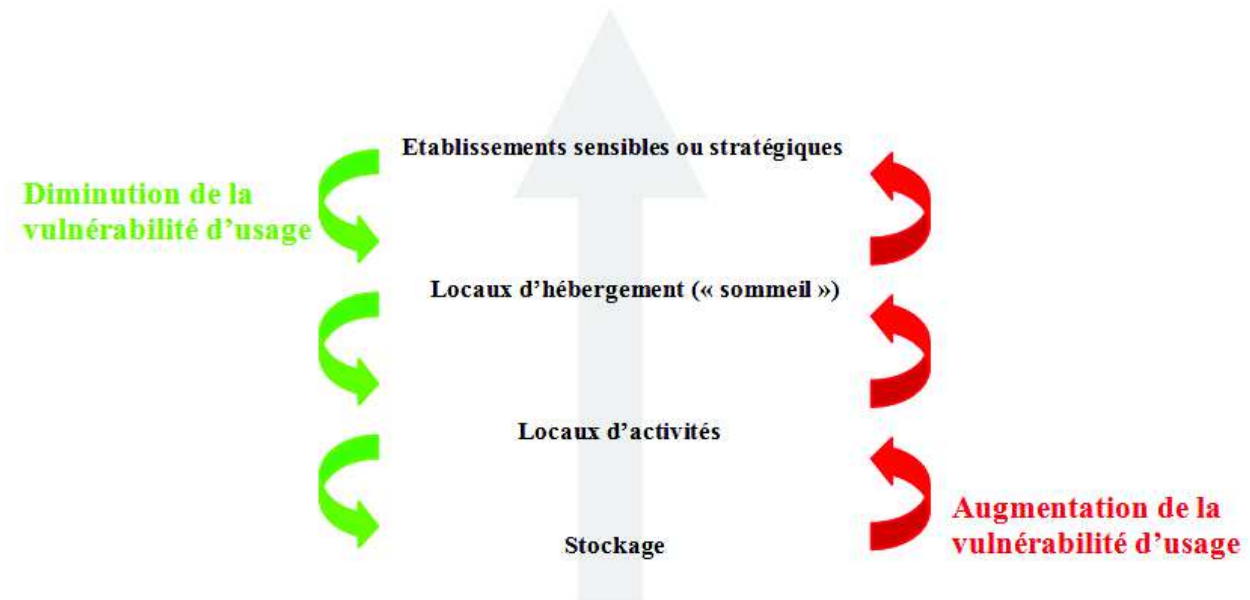 Etablissements sensibles ou stratégiques
Diminution de la
vulnérabilité d’usage
Locaux d’hébergement (« sommeil »)
Locaux d’activités
Stockage
Augmentation de la
vulnérabilité d’usage